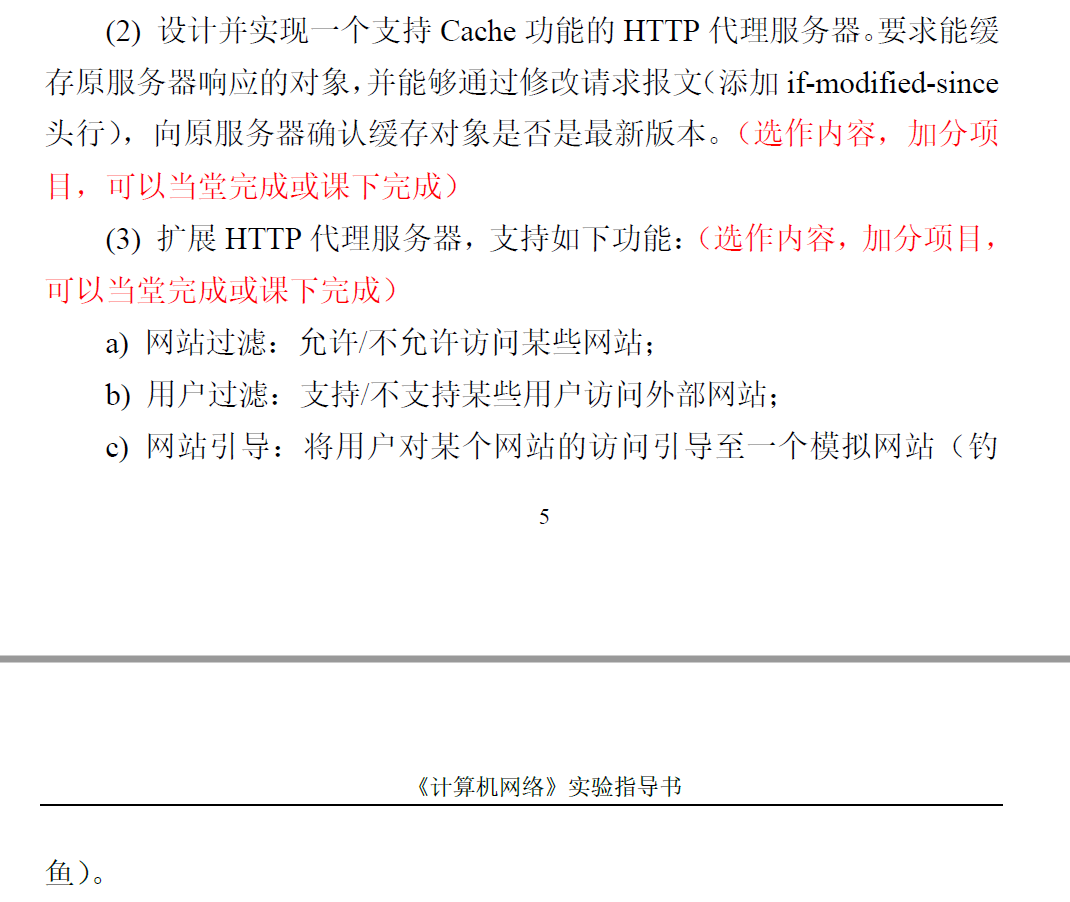 (2) 设计并实现一个支持 Cache 功能的 HTTP 代理服务器。要求能缓
存原服务器响应的对象，并能够通过修改请求报文（添加 if-modified-since
头行），向原服务器确认缓存对象是否是最新版本。（选作内容，加分项
目，可以当堂完成或课下完成）
(3) 扩展 HTTP 代理服务器，支持如下功能：（选作内容，加分项目，
可以当堂完成或课下完成）
a) 网站过滤：允许/不允许访问某些网站；
b) 用户过滤：支持/不支持某些用户访问外部网站；
c) 网站引导：将用户对某个网站的访问引导至一个模拟网站（钓
5
《计算机网络》实验指导书
鱼）。